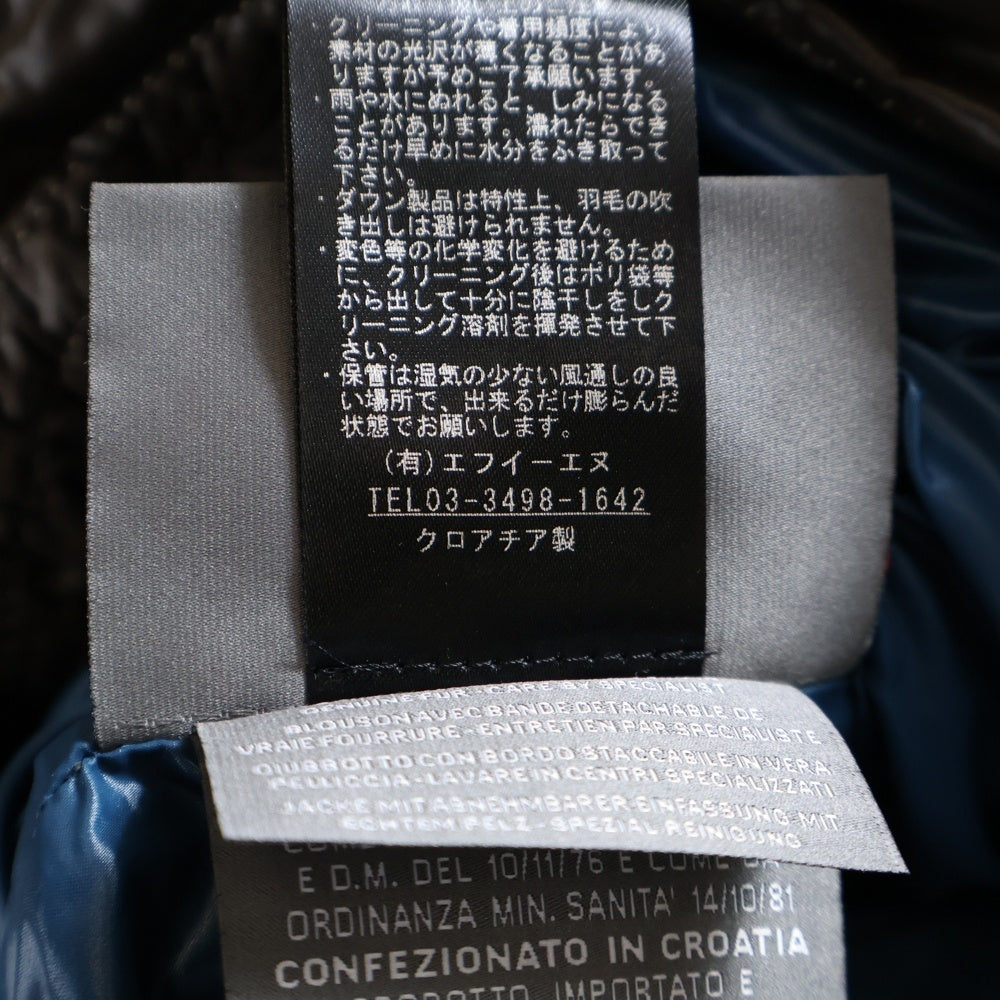 クリーニングや着用頻度により
素材の光沢が薄くなることがあ
りますが予めご了承願います。
・雨や水にぬれると、しみになる
ことがあります。濡れたらでき
るだけ早めに水分をふき取って
下さい。
・ダウン製品は特性上、羽毛の吹
き出しは避けられません。
・変色等の化学変化を避けるため
に、クリーニング後はポリ袋等
から出して十分に陰干しをしク
リーニング溶剤を揮発させて下
さい。
・保管は湿気の少ない風通しの良
い場所で、出来るだけ膨らんだ
状態でお願いします。
(有)エフイーエヌ
TEL03-3498-1642
クロアチア製
GENUINE FUR - CARE BY SPECIALIST
BLOUSON AVEC BANDE DETACHABLE DE
VRAIE FOURRURE - ENTRETIEN PAR SPECIALISTE
GIUBBOTTO CON BORDO STACCABILE IN VERA
PELLICCIA - LAVARE IN CENTRI SPECIALIZZATI
JACKE MIT ABNEHMBARER EINFASSUNG MIT
ECHTEM PELZ - SPEZIAL REINIGUNG
E D.M. DEL 10/11/76 E COME DA
ORDINANZA MIN. SANITA' 14/10/81
CONFEZIONATO IN CROATIA
PRODOTTO, IMPORTATO E